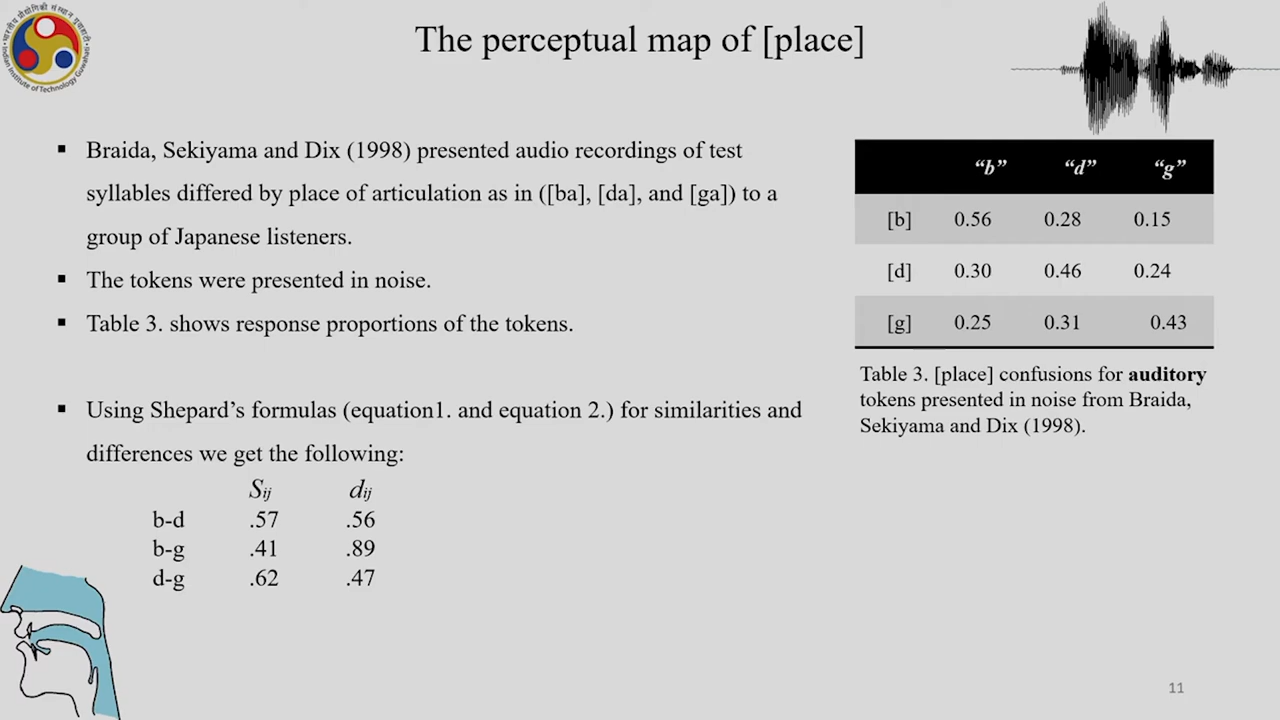 The perceptual map of [place]
▪ Braida, Sekiyama and Dix (1998) presented audio recordings of test
syllables differed by place of articulation as in ([ba], [da], and [ga]) to a
group of Japanese listeners.
▪ The tokens were presented in noise.
▪ Table 3. shows response proportions of the tokens.
▪ Using Shepard’s formulas (equation1. and equation 2.) for similarities and
differences we get the following:
Sij dij
b-d .57 .56
b-g .41 .89
d-g .62 .47
“b” “d” “g”
[b] 0.56 0.28 0.15
[d] 0.30 0.46 0.24
[g] 0.25 0.31 0.43
Table 3. [place] confusions for auditory
tokens presented in noise from Braida,
Sekiyama and Dix (1998).
11
Indian Institute of Technology Guwahati